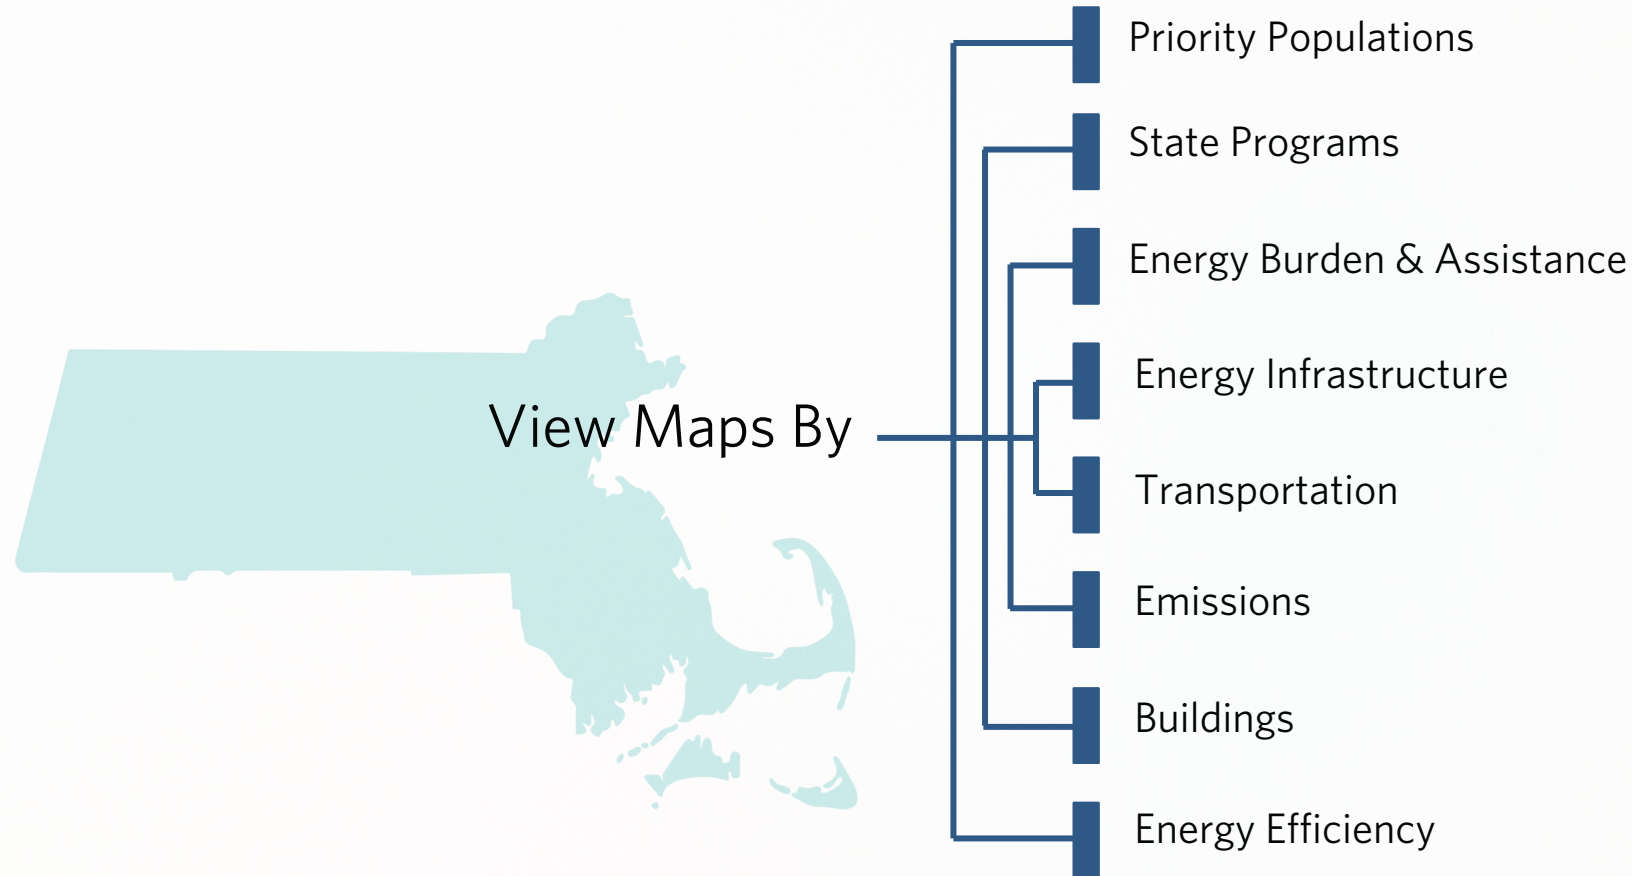 Priority Populations
State Programs
Energy Burden & Assistance
Energy Infrastructure
View Maps By
Transportation
Emissions
Buildings
Energy Efficiency